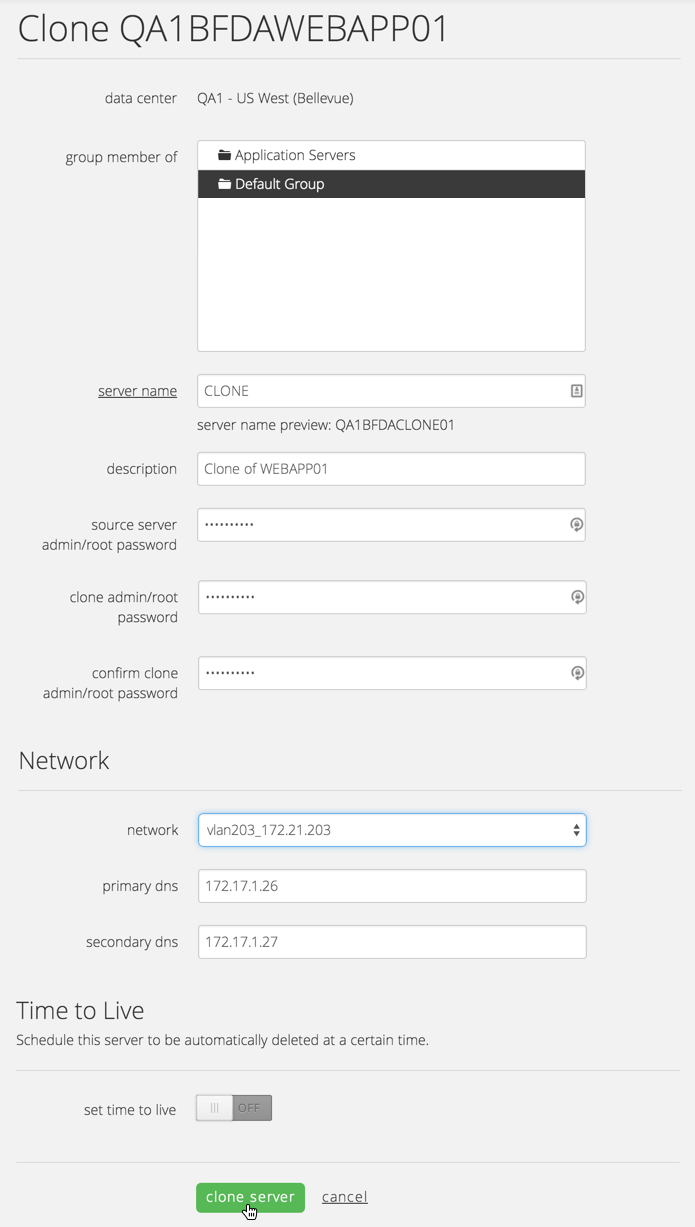 Clone QA1BFDAWEBAPP01
data center QA1 - US West (Bellevue)
group member of
Application Servers
Default Group
server name CLONE
server name preview: QA1BFDACLONE01
description Clone of WEBAPP01
source server
admin/root password
••••••••••
clone admin/root
password
••••••••••
confirm clone
admin/root password
••••••••••
Network
network vlan203_172.21.203
primary dns 172.17.1.26
secondary dns 172.17.1.27
Time to Live
Schedule this server to be automatically deleted at a certain time.
set time to live OFF
clone server cancel